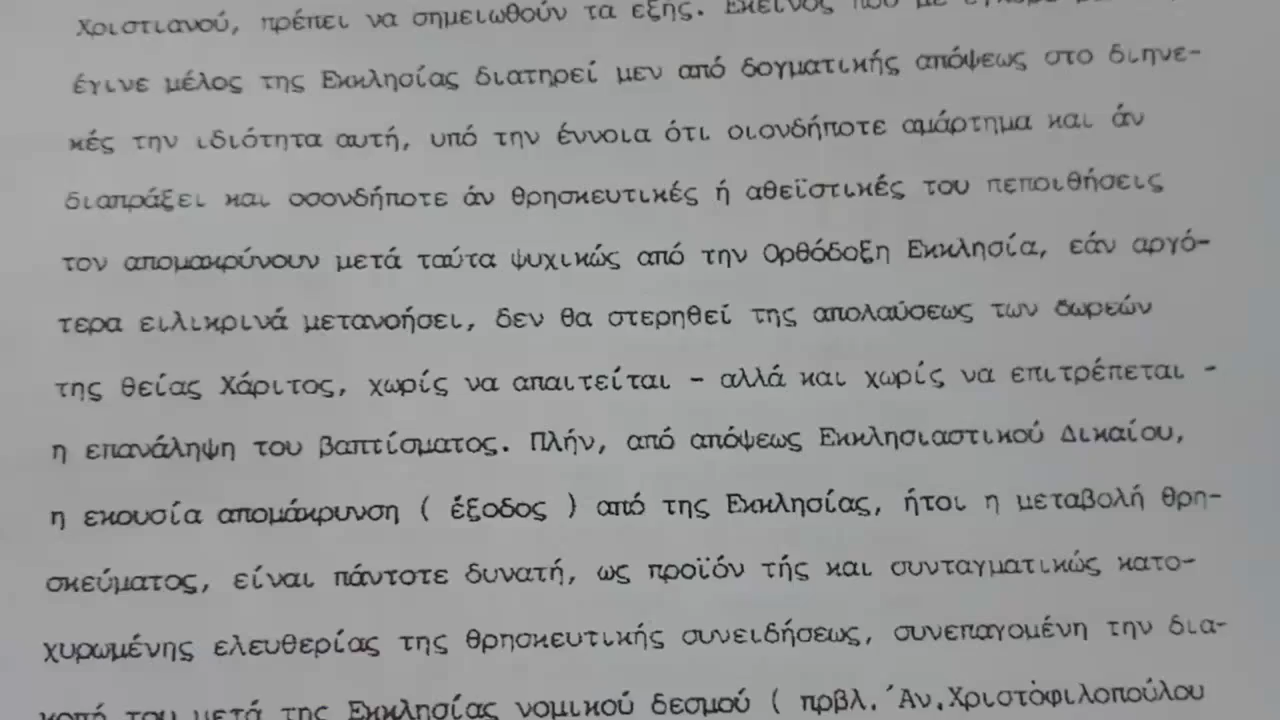 Χριστιανού, πρέπει να σημειωθούν τα εξής. Εκείνος που με
έγινε μέλος της Εκκλησίας διατηρεί μεν από δογματικής απόψεως στο διηνε-
κές την ιδιότητα αυτή, υπό την έννοια ότι οιονδήποτε αμάρτημα και άν
διαπράξει και οσονδήποτε άν θρησκευτικές ή αθεϊστικές του πεποιθήσεις
τον απομακρύνουν μετά ταύτα ψυχικώς από την Ορθόδοξη Εκκλησία, εάν αργό-
τερα ειλικρινά μετανοήσει, δεν θα στερηθεί της απολαύσεως των δωρεών
της θείας Χάριτος, χωρίς να απαιτείται - αλλά και χωρίς να επιτρέπεται -
η επανάληψη του βαπτίσματος. Πλήν, από απόψεως Εκκλησιαστικού Δικαίου,
η εκουσία απομάκρυνση ( έξοδος ) από της Εκκλησίας, ήτοι η μεταβολή θρη-
σκεύματος, είναι πάντοτε δυνατή, ως προϊόν τής και συνταγματικώς κατο-
χυρωμένης ελευθερίας της θρησκευτικής συνειδήσεως, συνεπαγομένη την δια-
κοπή του μετά της Εκκλησίας νομικού δεσμού ( πρβλ. ΄Αν.Χριστόφιλοπούλου